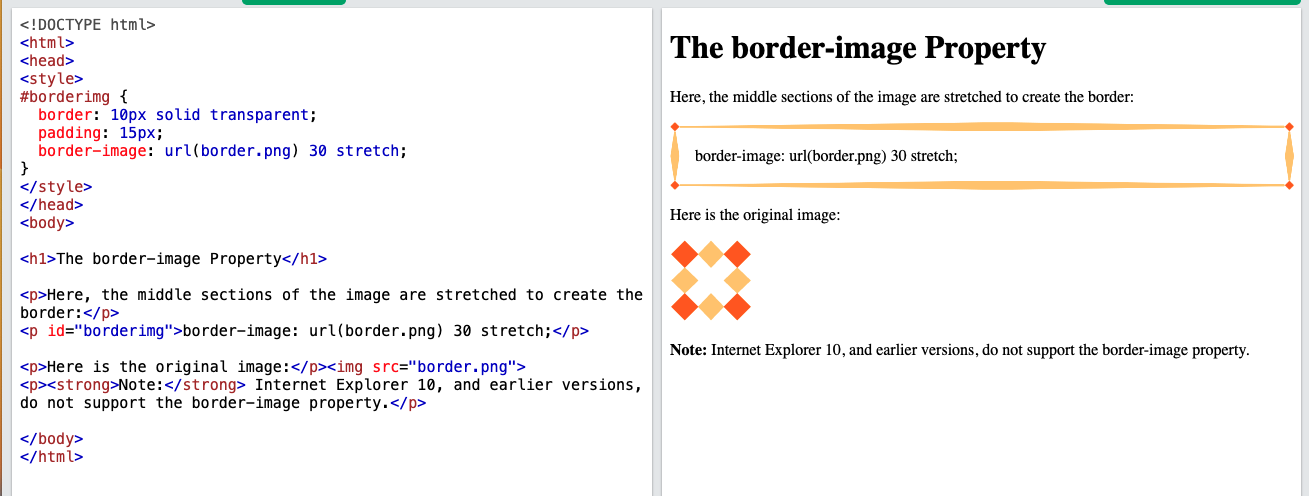 <!DOCTYPE html>
<html>
<head>
<style>
#borderimg {
  border: 10px solid transparent;
  padding: 15px;
  border-image: url(border.png) 30 stretch;
}
</style>
</head>
<body>

<h1>The border-image Property</h1>

<p>Here, the middle sections of the image are stretched to create the
border:</p>
<p id="borderimg">border-image: url(border.png) 30 stretch;</p>

<p>Here is the original image:</p><img src="border.png">
<p><strong>Note:</strong> Internet Explorer 10, and earlier versions,
do not support the border-image property.</p>

</body>
</html>
The border-image Property
Here, the middle sections of the image are stretched to create the border:
border-image: url(border.png) 30 stretch;
Here is the original image:
Note: Internet Explorer 10, and earlier versions, do not support the border-image property.